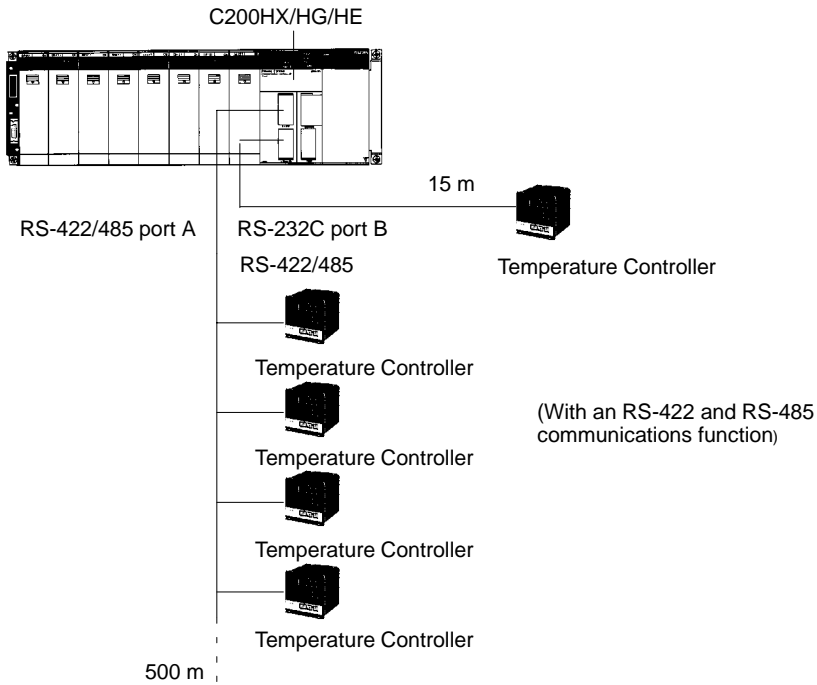 C200HX/HG/HE
15 m
RS-422/485 port A
RS-232C port B
RS-422/485
Temperature Controller
Temperature Controller
Temperature Controller
(With an RS-422 and RS-485
communications function)
Temperature Controller
Temperature Controller
500 m